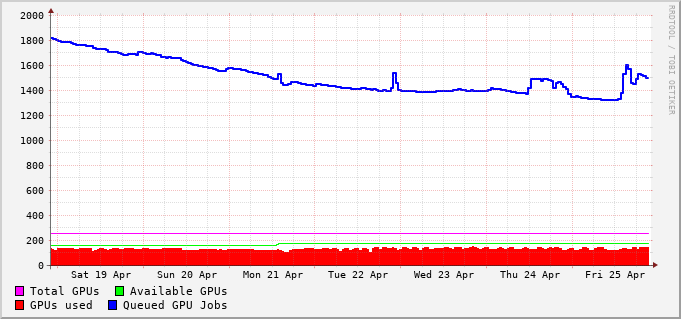 2000
1800
1600
1400
1200
1000
800
600
400
200
0
Sat 19 Apr Sun 20 Apr Mon 21 Apr Tue 22 Apr Wed 23 Apr Thu 24 Apr Fri 25 Apr
Total GPUs Available GPUs
GPUs used Queued GPU Jobs
RRDTOOL / TOBI OETIKER